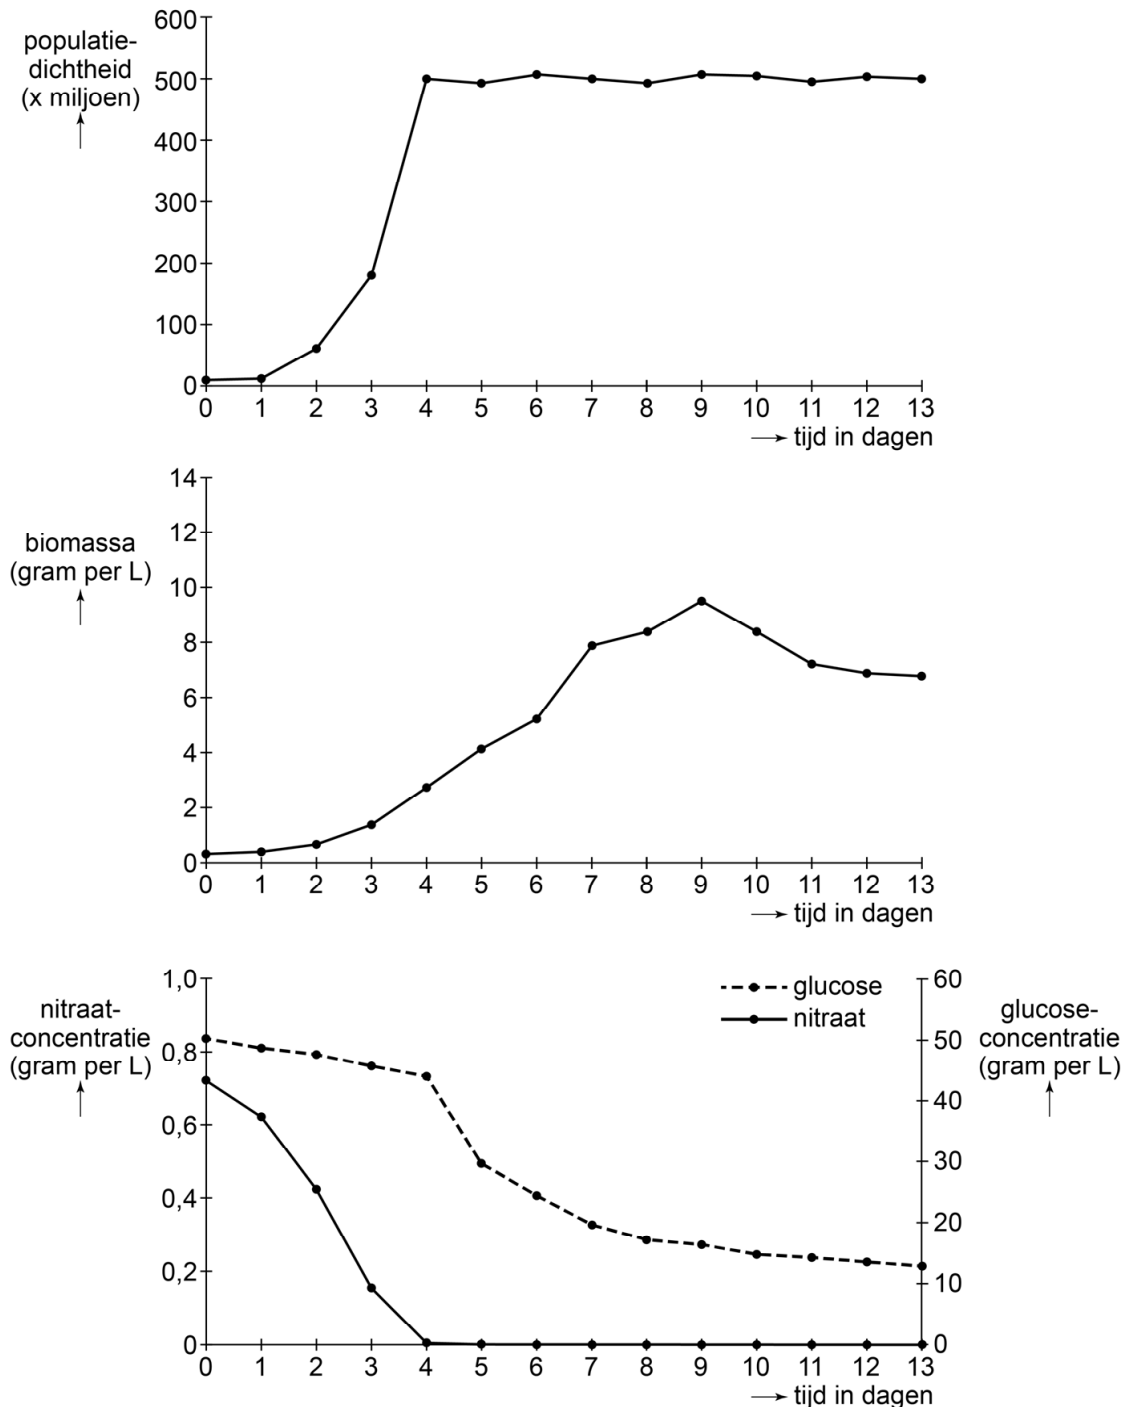 populatie-
dichtheid
(x miljoen)
600
500
400
300
200
100
0
0 1 2 3 4 5 6 7 8 9 10 11 12 13
tijd in dagen
biomassa
(gram per L)
14
12
10
8
6
4
2
0
0 1 2 3 4 5 6 7 8 9 10 11 12 13
tijd in dagen
nitraat-
concentratie
(gram per L)
1,0
0,8
0,6
0,4
0,2
0
glucose
nitraat
60
50
40
30
20
10
0
glucose-
concentratie
(gram per L)
0 1 2 3 4 5 6 7 8 9 10 11 12 13
tijd in dagen